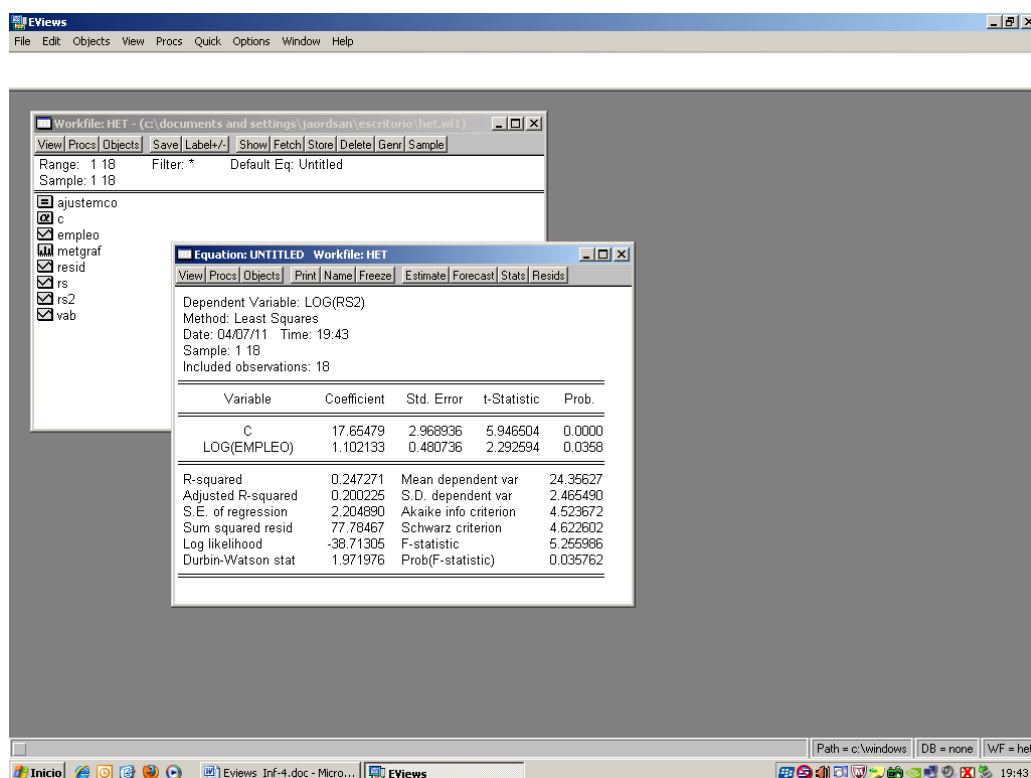 EViews
File Edit Objects View Procs Quick Options Window Help
Workfile: HET - (c:\documents and settings\jaordsan\escritorio\het.wf1)
View Procs Objects Save Label+/- Show Fetch Store Delete Genr Sample
Range: 1 18 Filter: * Default Eq: Untitled
Sample: 1 18
ajustemco
α c
empleo
metgraf
resid
rs
rs2
vab
Equation: UNTITLED Workfile: HET
View Procs Objects Print Name Freeze Estimate Forecast Stats Resids
Dependent Variable: LOG(RS2)
Method: Least Squares
Date: 04/07/11 Time: 19:43
Sample: 1 18
Included observations: 18
Variable Coefficient Std. Error t-Statistic Prob.
C 17.65479 2.968936 5.946504 0.0000
LOG(EMPLEO) 1.102133 0.480736 2.292594 0.0358
R-squared 0.247271 Mean dependent var 24.35627
Adjusted R-squared 0.200225 S.D. dependent var 2.465490
S.E. of regression 2.204890 Akaike info criterion 4.523672
Sum squared resid 77.78467 Schwarz criterion 4.622602
Log likelihood -38.71305 F-statistic 5.255986
Durbin-Watson stat 1.971976 Prob(F-statistic) 0.035762
Path = c:\windows DB = none WF = het
Inicio Eviews_Inf-4.doc - Micro... EViews 19:43